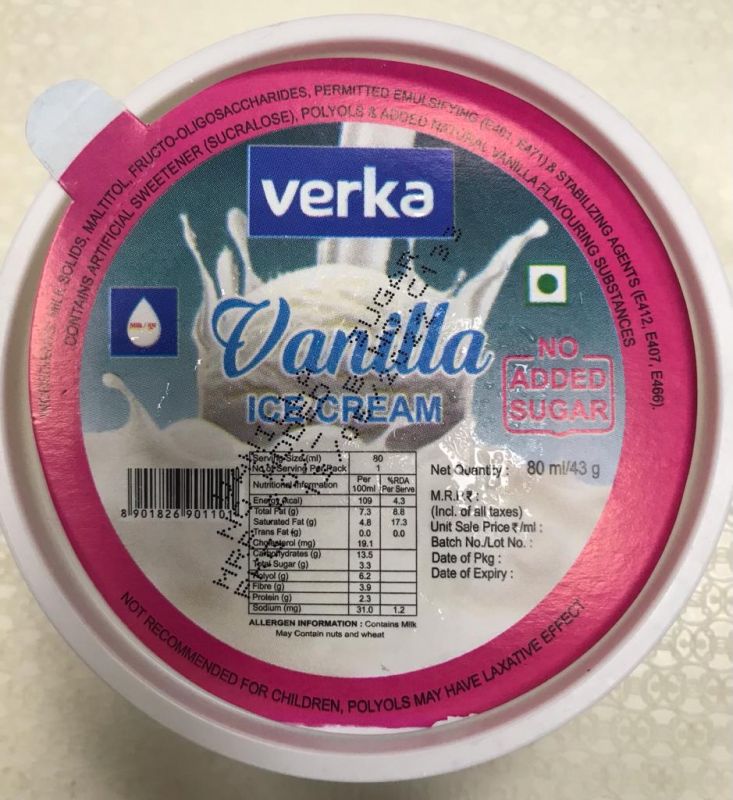 INGREDIENTS: MILK SOLIDS, MALTITOL, FRUCTO-OLIGOSACCHARIDES, PERMITTED EMULSIFYING (E401, E471) & STABILIZING AGENTS (E412, E407, E466).
CONTAINS ARTIFICIAL SWEETENER (SUCRALOSE), POLYOLS & ADDED NATURAL VANILLA FLAVOURING SUBSTANCES
verka
Vanilla
ICE CREAM
NO
ADDED
SUGAR
Serving Size (ml) 80
No. of Serving Per Pack 1
Nutritional Information Per 100ml %RDA Per Serve
Energy (kcal) 109 4.3
Total Fat (g) 7.3 8.8
Saturated Fat (g) 4.8 17.3
Trans Fat (g) 0.0 0.0
Cholesterol (mg) 19.1
Carbohydrates (g) 13.5
Total Sugar (g) 3.3
Polyol (g) 6.2
Fibre (g) 3.9
Protein (g) 2.3
Sodium (mg) 31.0 1.2
ALLERGEN INFORMATION : Contains Milk
May Contain nuts and wheat
Net Quantity : 80 ml/43 g
M.R.P.₹ :
(Incl. of all taxes)
Unit Sale Price ₹/ml :
Batch No./Lot No. :
Date of Pkg :
Date of Expiry :
8 901826 901101
NOT RECOMMENDED FOR CHILDREN, POLYOLS MAY HAVE LAXATIVE EFFECT